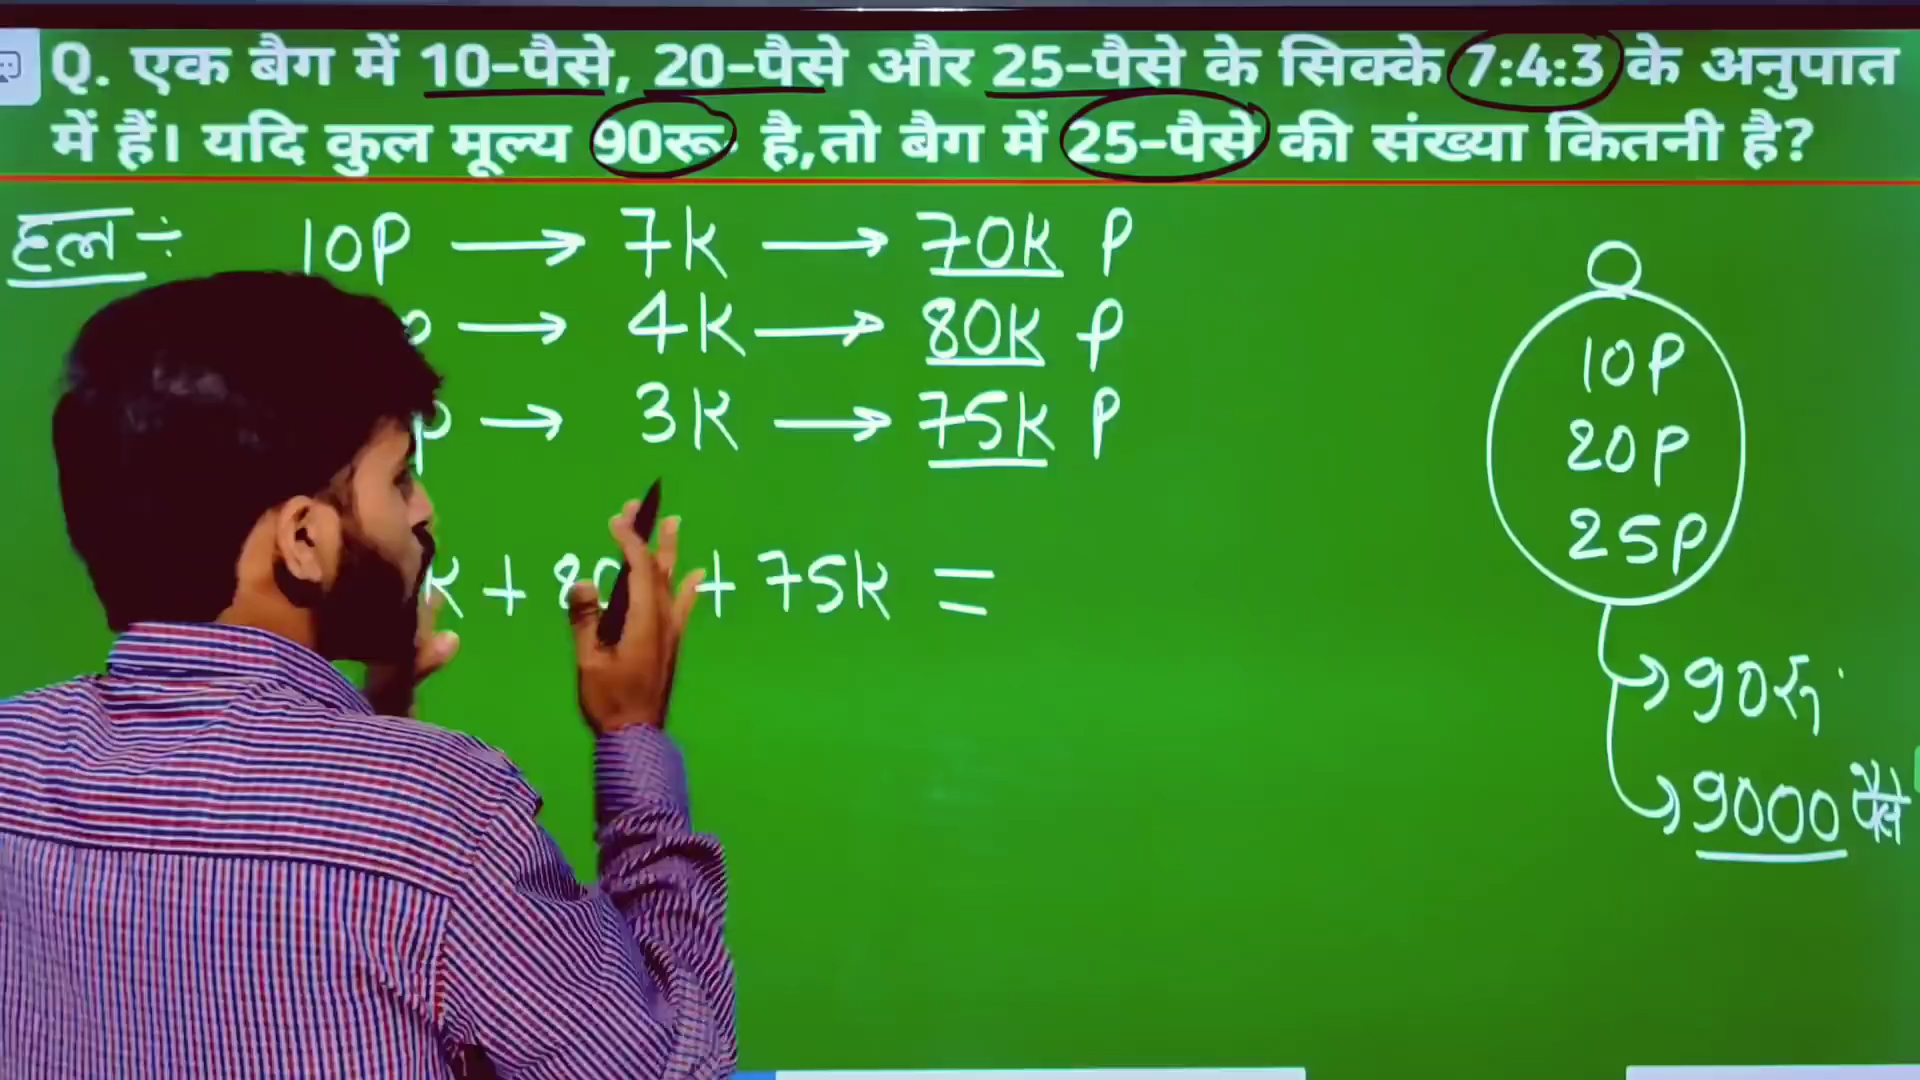 Q. एक बैग में 10-पैसे, 20-पैसे और 25-पैसे के सिक्के 7:4:3 के अनुपात
में हैं। यदि कुल मूल्य 90रू है,तो बैग में 25-पैसे की संख्या कितनी है?
हल÷ 10P → 7K → 70K P
P → 4K → 80K P
P → 3K → 75K P
K + 80 + 75K =
10P
20P
25P
90रु
9000 पैसे